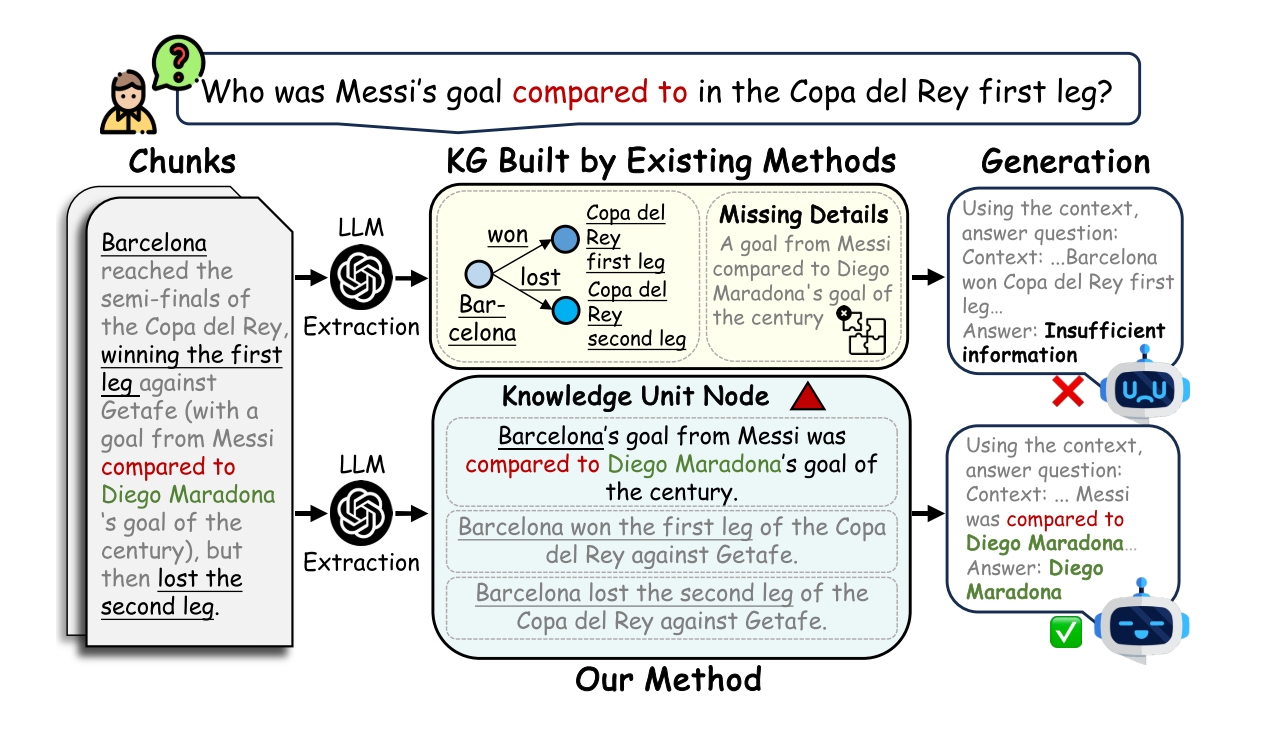 ?
Who was Messi's goal compared to in the Copa del Rey first leg?
Chunks
KG Built by Existing Methods
Generation
Barcelona
reached the
semi-finals of
the Copa del Rey,
winning the first
leg against
Getafe (with a
goal from Messi
compared to
Diego Maradona
's goal of the
century), but
then lost the
second leg.
LLM
Extraction
won
lost
Bar-
celona
Copa del
Rey
first leg
Copa del
Rey
second leg
Missing Details
A goal from Messi
compared to Diego
Maradona's goal of
the century
Using the context,
answer question:
Context: ...Barcelona
won Copa del Rey first
leg...
Answer: Insufficient
information
LLM
Extraction
Knowledge Unit Node
Barcelona's goal from Messi was
compared to Diego Maradona's goal of
the century.
Barcelona won the first leg of the Copa
del Rey against Getafe.
Barcelona lost the second leg of the
Copa del Rey against Getafe.
Using the context,
answer question:
Context: ... Messi
was compared to
Diego Maradona...
Answer: Diego
Maradona
Our Method